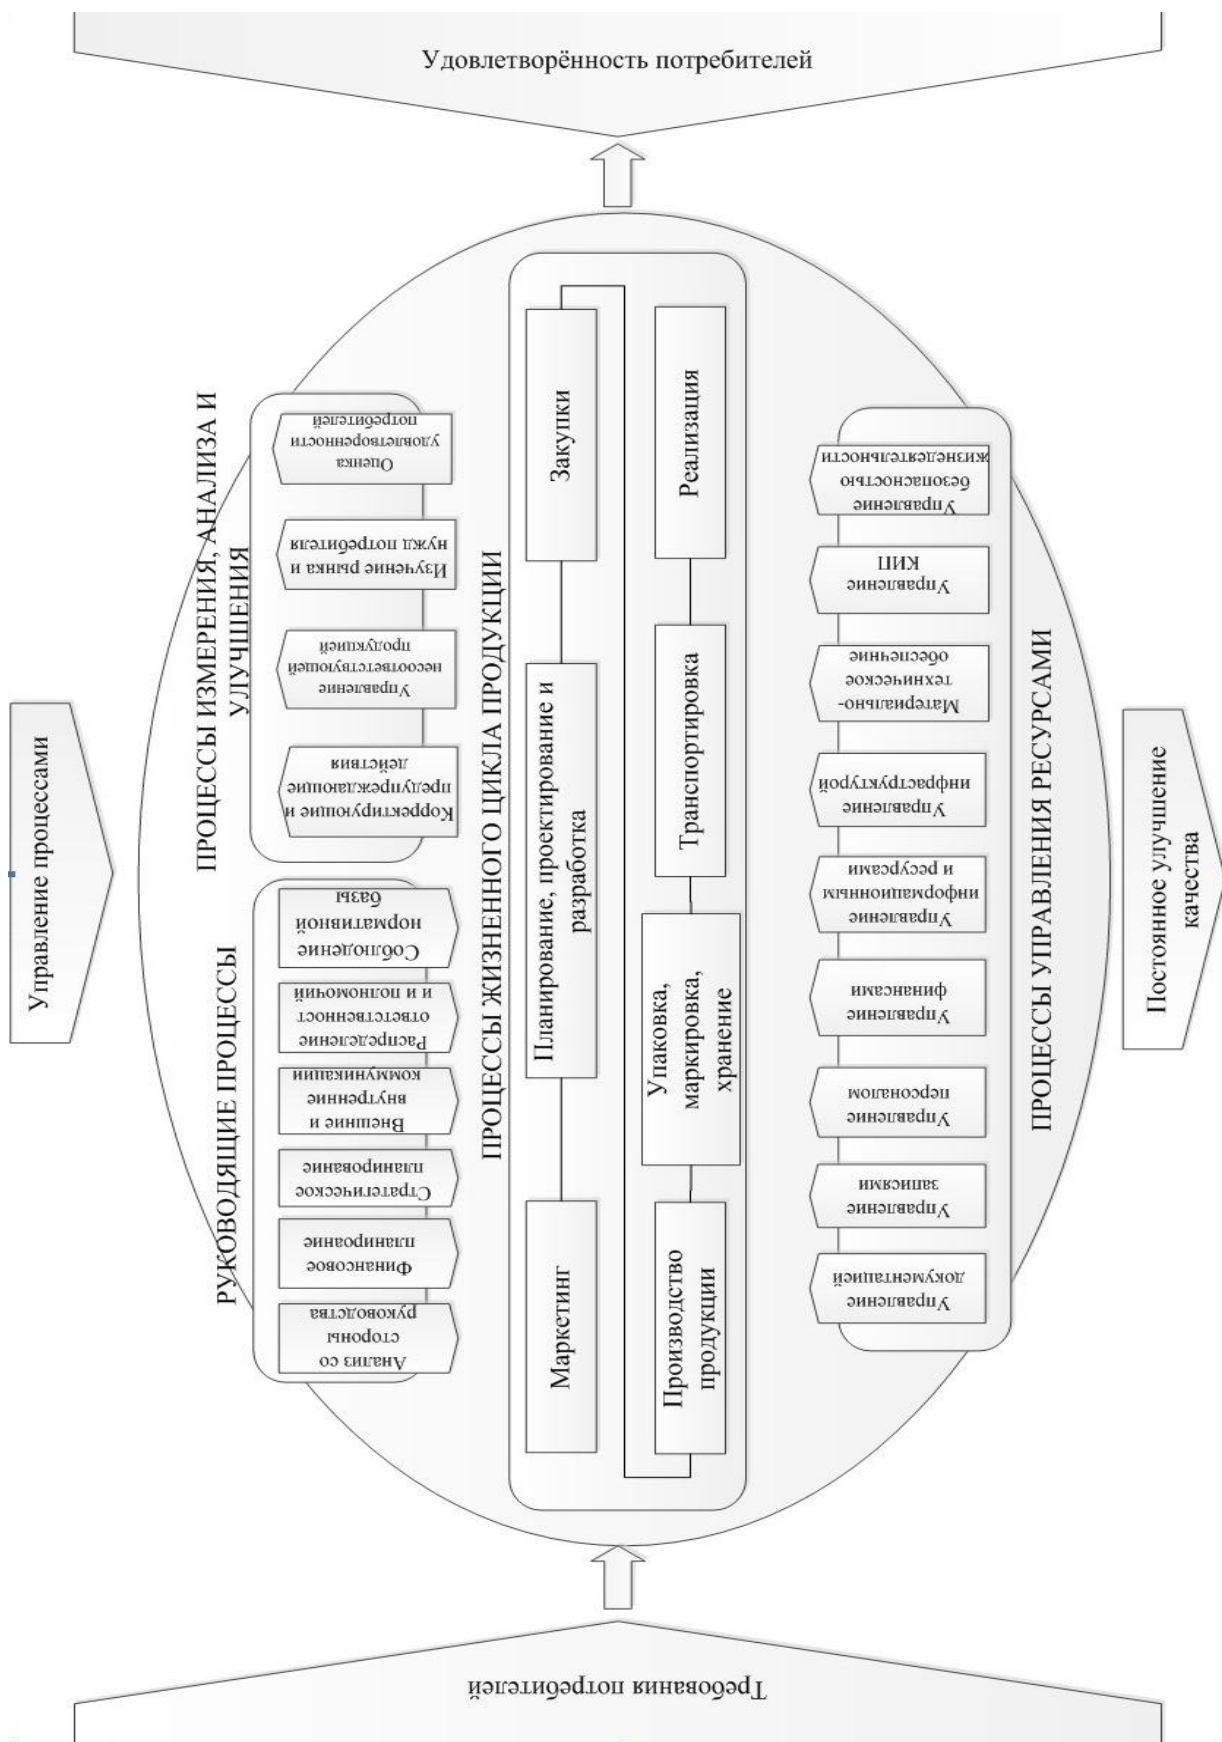 Управление процессами
Требования потребителей
РУКОВОДЯЩИЕ ПРОЦЕССЫ
Анализ со
стороны
руководства
Финансовое
планироание
Стратегическое
планирование
Внешние и
внутренние
коммуникации
Распределение
ответственност
и и полномочий
Соблюдение
нормативной
базы
ПРОЦЕССЫ ИЗМЕРЕНИЯ, АНАЛИЗА И
УЛУЧШЕНИЯ
Корректирующие и
предупреждающие
действия
Управление
несоответствующей
продукцией
Изучение рынка и
нужд потребителя
Оценка
удовлетворенности
потребителей
ПРОЦЕССЫ ЖИЗНЕННОГО ЦИКЛА ПРОДУКЦИИ
Маркетинг
Планирование, проектирование и
разработка
Закупки
Производство
продукции
Упаковка,
маркировка,
хранение
Транспортировка
Реализация
Управление
документацией
Управление
записями
Управление
персоналом
Управление
финансами
Управление
информационным
и ресурсами
Управление
инфраструктурой
Материально-
техническое
обеспечние
Управление
КИП
Управление
безопасностью
жизнедеятельности
ПРОЦЕССЫ УПРАВЛЕНИЯ РЕСУРСАМИ
Удовлетворённость потребителей
Постоянное улучшение
качества